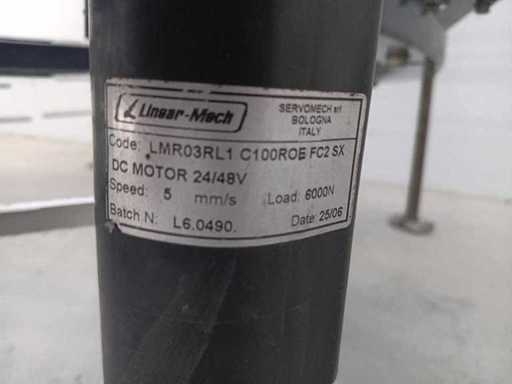 Linear-Mech
SERVOMECH srl
BOLOGNA
ITALY
Code: LMR03RL1 C100ROE FC2 SX
DC MOTOR 24/48V
Speed: 5 mm/s Load: 6000N
Batch N: L6.0490. Date: 25/06